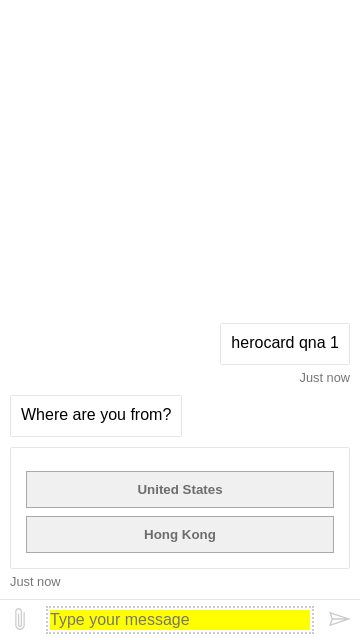 herocard qna 1
Just now
Where are you from?
United States
Hong Kong
Just now
Type your message